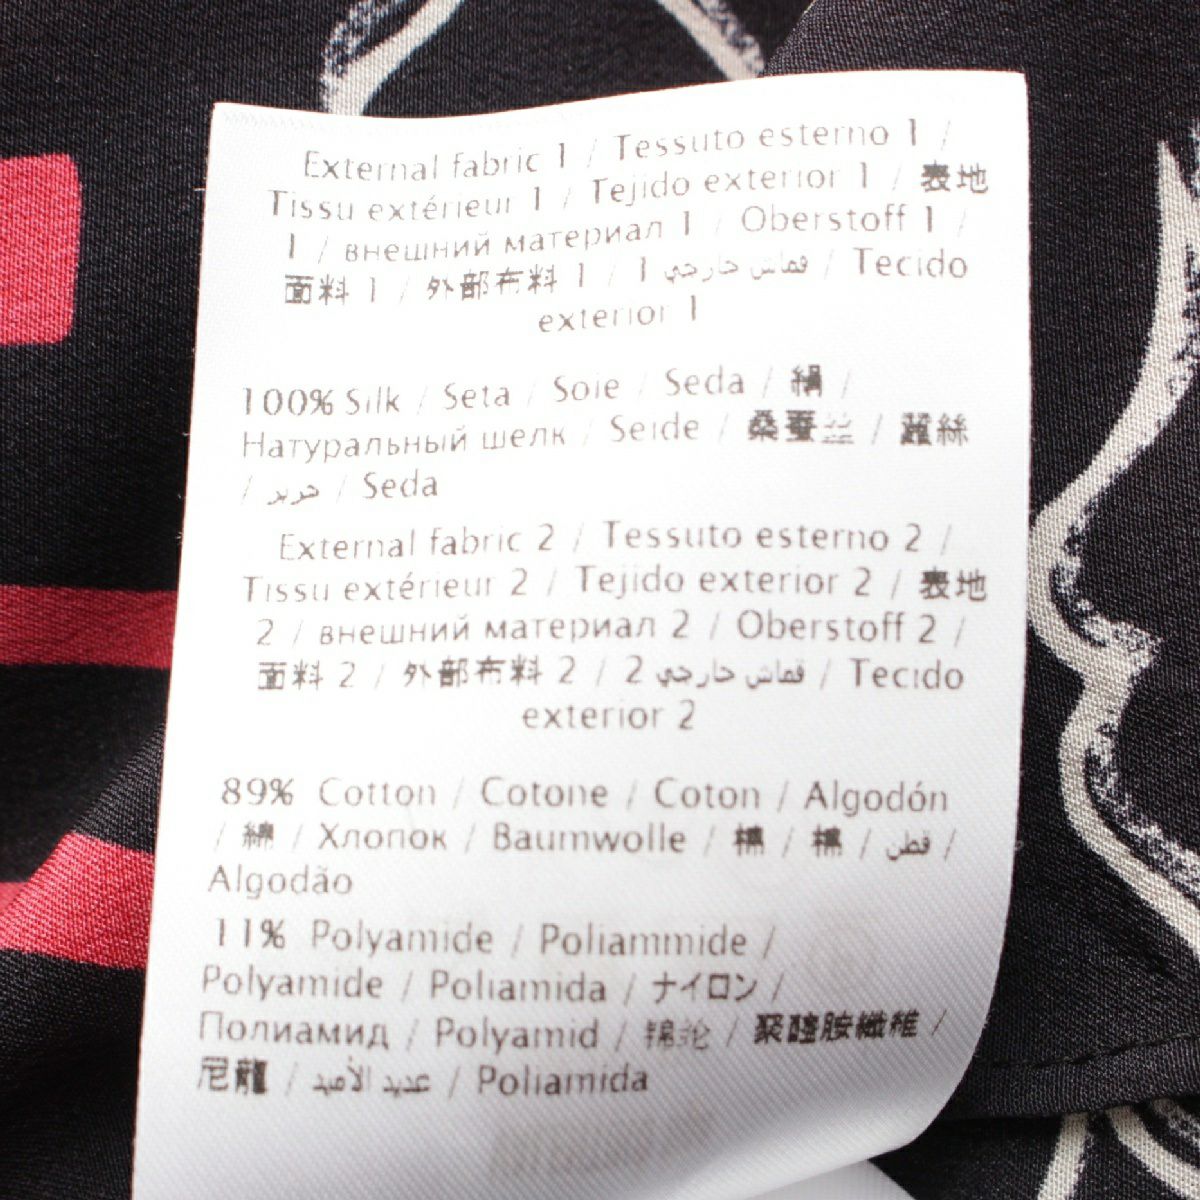 External fabric 1 / Tessuto esterno 1 /
Tissu extérieur 1 / Tejido exterior 1 / 表地
1 / внешний материал 1 / Oberstoff 1 /
面料 1 / 外部布料 1 / قماش خارجي 1 / Tecido
exterior 1
100% Silk / Seta / Soie / Seda / 絹 /
Натуральный шелк / Seide / 桑蚕丝 / 蠶絲
/ حرير / Seda
External fabric 2 / Tessuto esterno 2 /
Tissu extérieur 2 / Tejido exterior 2 / 表地
2 / внешний материал 2 / Oberstoff 2 /
面料 2 / 外部布料 2 / قماش خارجي 2 / Tecido
exterior 2
89% Cotton / Cotone / Coton / Algodón
/ 綿 / Хлопок / Baumwolle / 棉 / 棉 / قطن /
Algodão
11% Polyamide / Poliammide /
Polyamide / Poliamida / ナイロン /
Полиамид / Polyamid / 锦纶 / 聚醯胺纖維 /
尼龍 / عديد الأميد / Poliamida